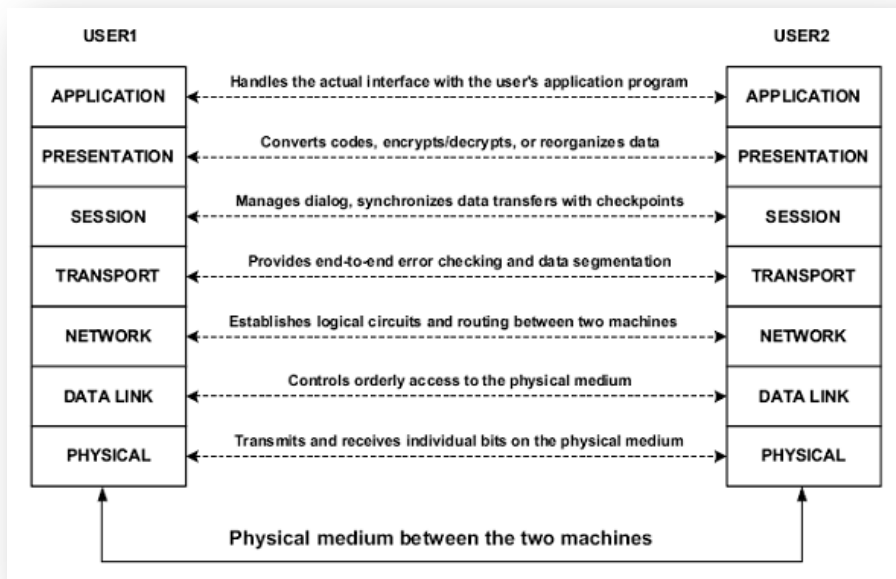 USER1 USER2
APPLICATION Handles the actual interface with the user's application program APPLICATION
PRESENTATION Converts codes, encrypts/decrypts, or reorganizes data PRESENTATION
SESSION Manages dialog, synchronizes data transfers with checkpoints SESSION
TRANSPORT Provides end-to-end error checking and data segmentation TRANSPORT
NETWORK Establishes logical circuits and routing between two machines NETWORK
DATA LINK Controls orderly access to the physical medium DATA LINK
PHYSICAL Transmits and receives individual bits on the physical medium PHYSICAL
Physical medium between the two machines